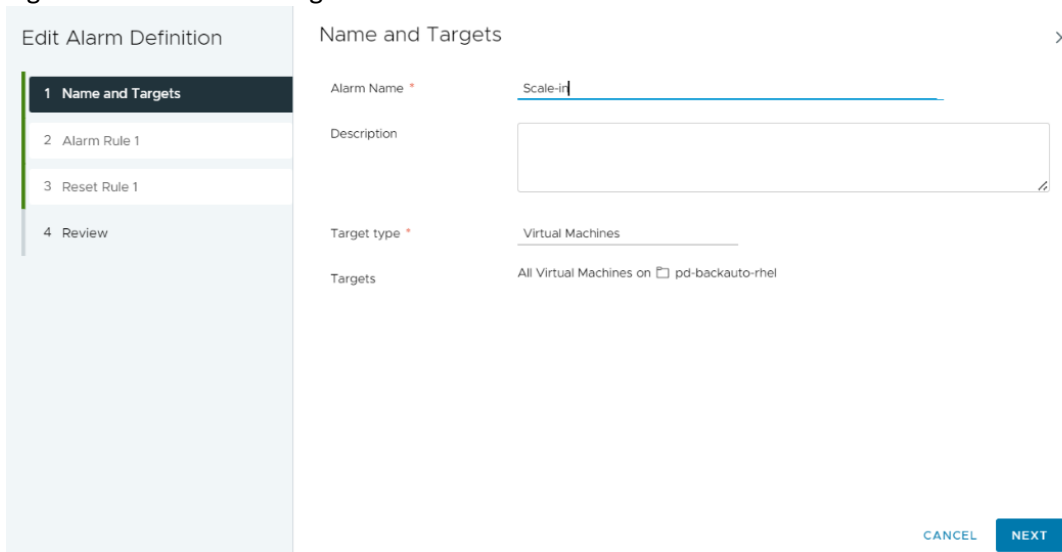 Edit Alarm Definition
1 Name and Targets
2 Alarm Rule 1
3 Reset Rule 1
4 Review
Name and Targets
Alarm Name *
Scale-in
Description
Target type *
Virtual Machines
Targets
All Virtual Machines on pd-backauto-rhel
CANCEL
NEXT